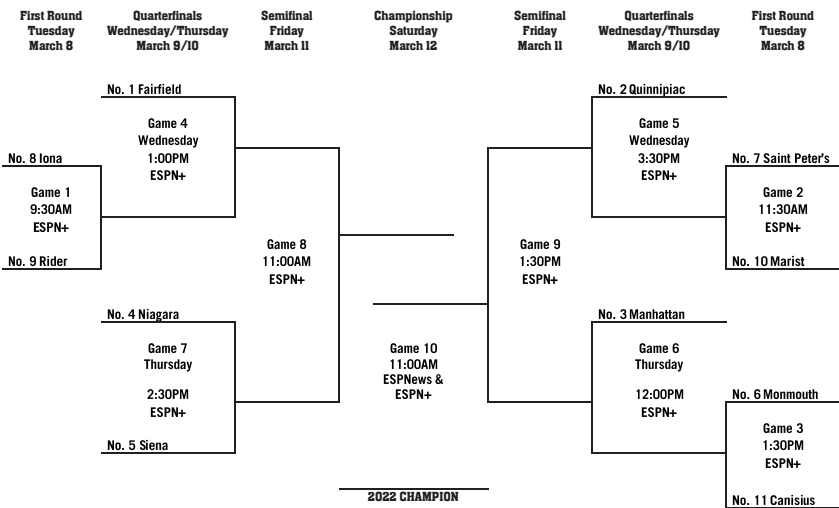 First Round
Tuesday
March 8
Quarterfinals
Wednesday/Thursday
March 9/10
Semifinal
Friday
March 11
Championship
Saturday
March 12
Semifinal
Friday
March 11
Quarterfinals
Wednesday/Thursday
March 9/10
First Round
Tuesday
March 8
No. 1 Fairfield
Game 4
Wednesday
1:00PM
ESPN+
No. 8 Iona
Game 1
9:30AM
ESPN+
No. 9 Rider
Game 8
11:00AM
ESPN+
No. 4 Niagara
Game 7
Thursday
2:30PM
ESPN+
No. 5 Siena
Game 10
11:00AM
ESPNews &
ESPN+
2022 CHAMPION
No. 2 Quinnipiac
Game 5
Wednesday
3:30PM
ESPN+
No. 7 Saint Peter's
Game 2
11:30AM
ESPN+
No. 10 Marist
Game 9
1:30PM
ESPN+
No. 3 Manhattan
Game 6
Thursday
12:00PM
ESPN+
No. 6 Monmouth
Game 3
1:30PM
ESPN+
No. 11 Canisius